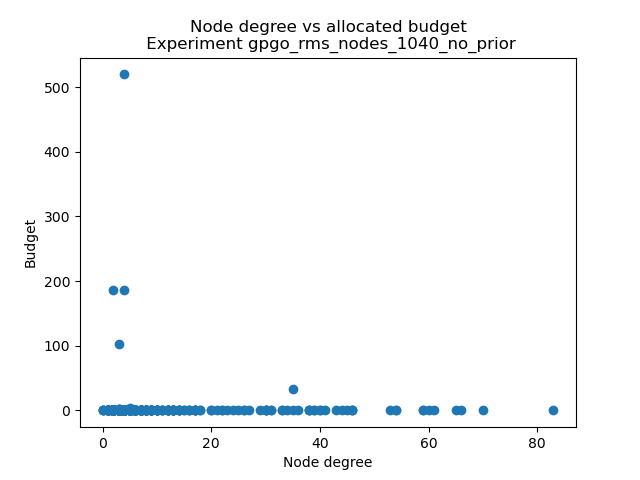 Node degree vs allocated budget
Experiment gpgo_rms_nodes_1040_no_prior
500
400
300
200
100
0
Budget
0 20 40 60 80
Node degree